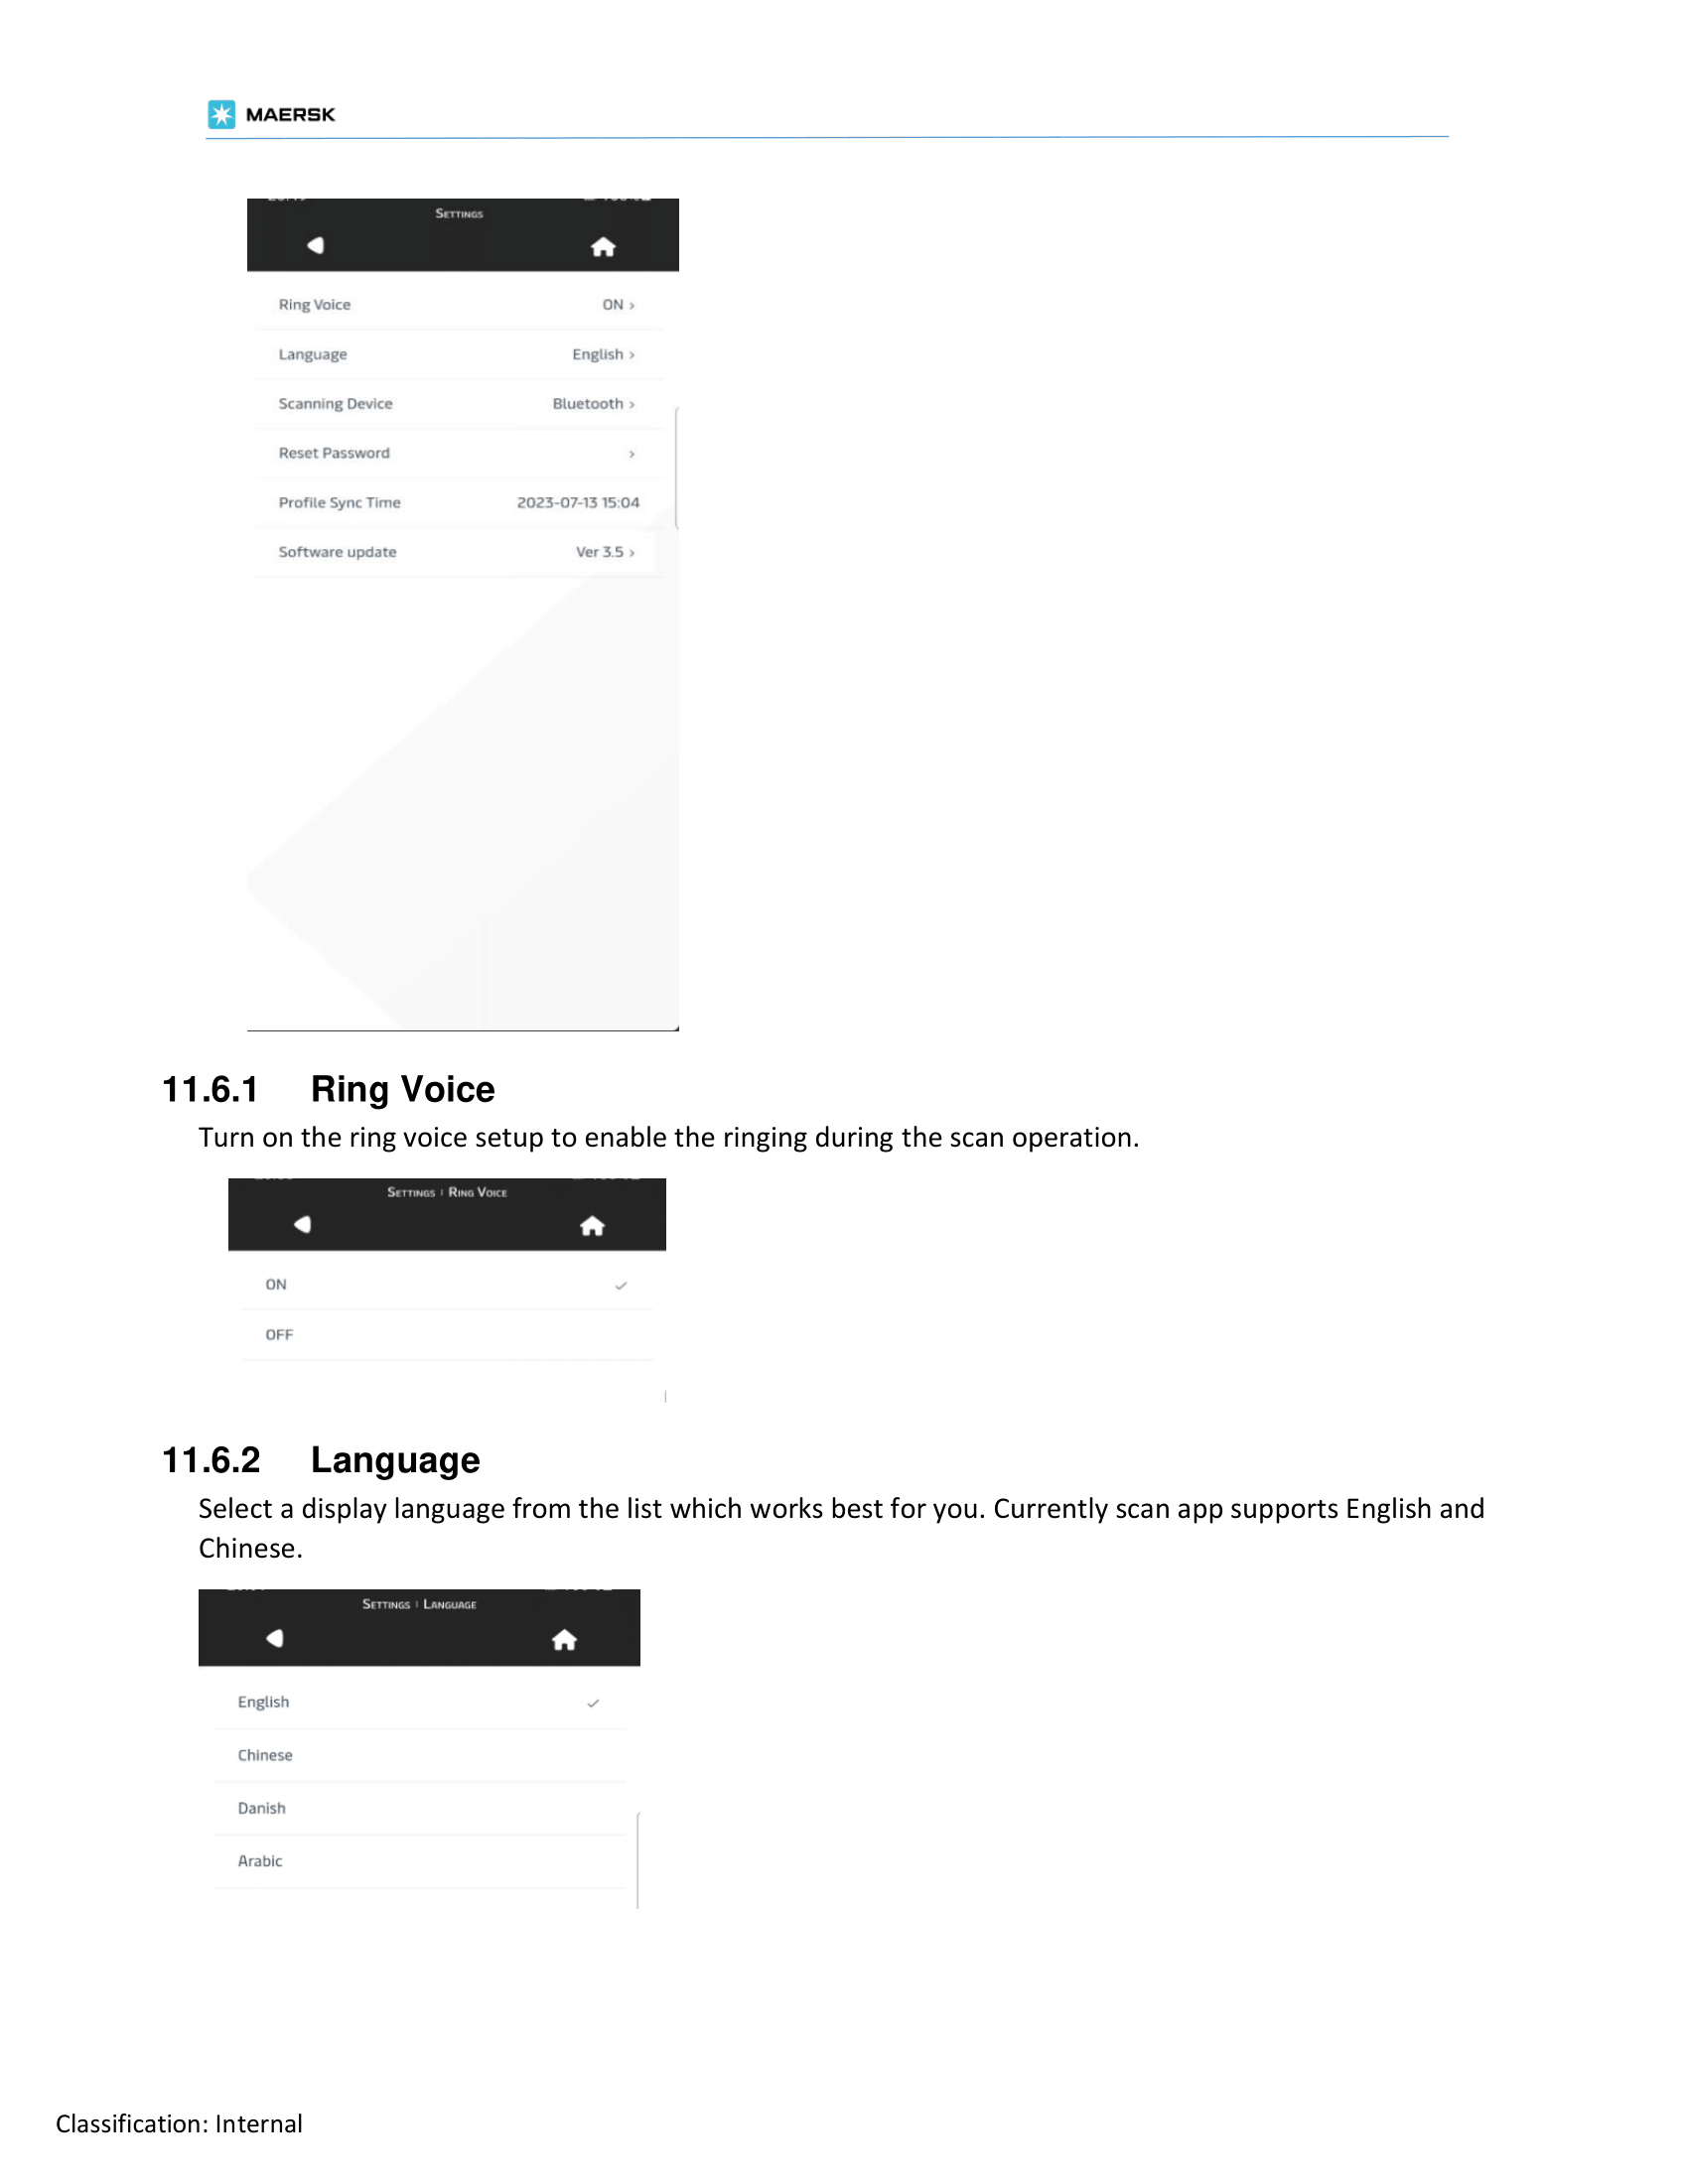 MAERSK
SETTINGS
Ring Voice ON >
Language English >
Scanning Device Bluetooth >
Reset Password >
Profile Sync Time 2023-07-13 15:04
Software update Ver 3.5 >
11.6.1 Ring Voice
Turn on the ring voice setup to enable the ringing during the scan operation.
SETTINGS | RING VOICE
ON ✓
OFF
11.6.2 Language
Select a display language from the list which works best for you. Currently scan app supports English and
Chinese.
SETTINGS | LANGUAGE
English ✓
Chinese
Danish
Arabic
Classification: Internal